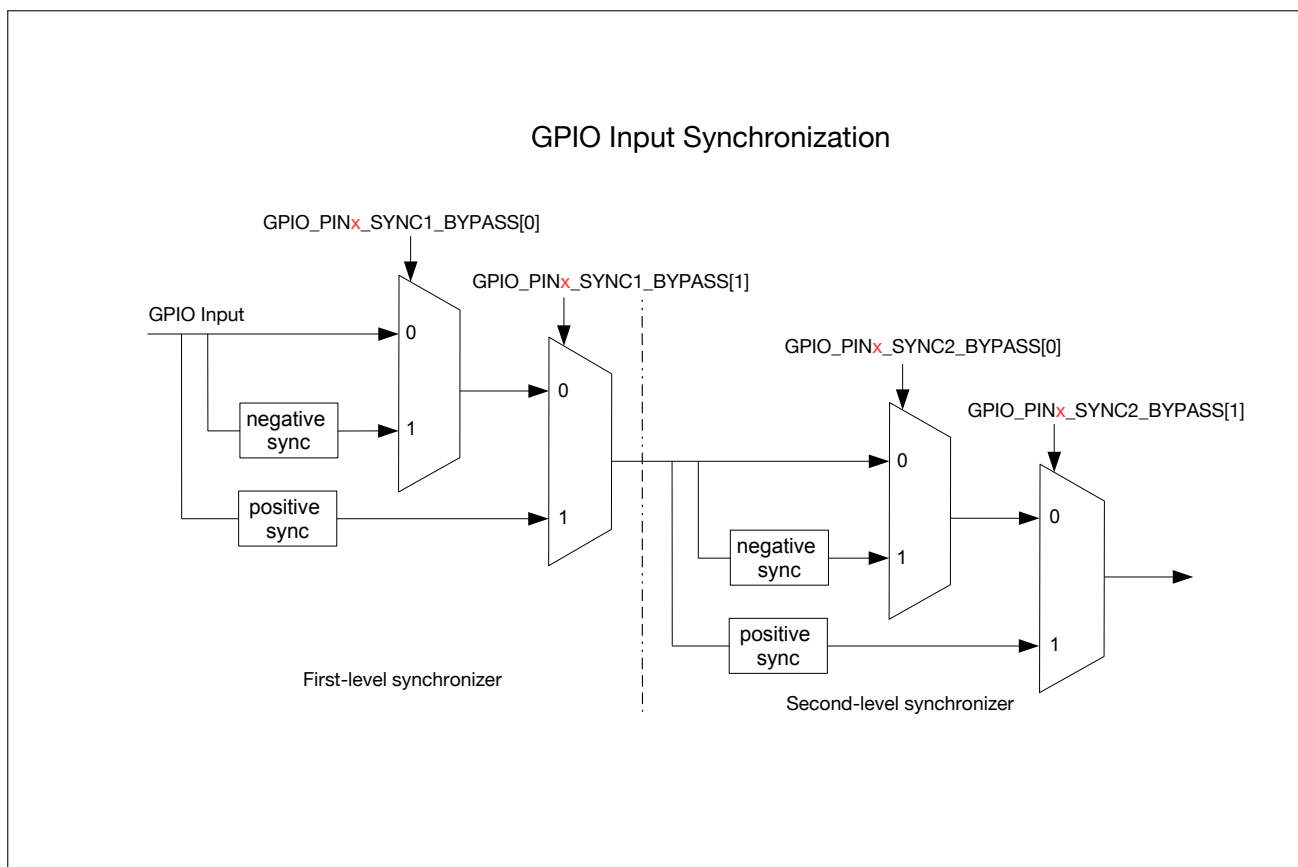 GPIO Input Synchronization
GPIO_PINx_SYNC1_BYPASS[0]
GPIO_PINx_SYNC1_BYPASS[1]
GPIO Input
0
GPIO_PINx_SYNC2_BYPASS[0]
0
GPIO_PINx_SYNC2_BYPASS[1]
negative
sync
1
0
positive
sync
1
0
negative
sync
1
positive
sync
1
First-level synchronizer
Second-level synchronizer